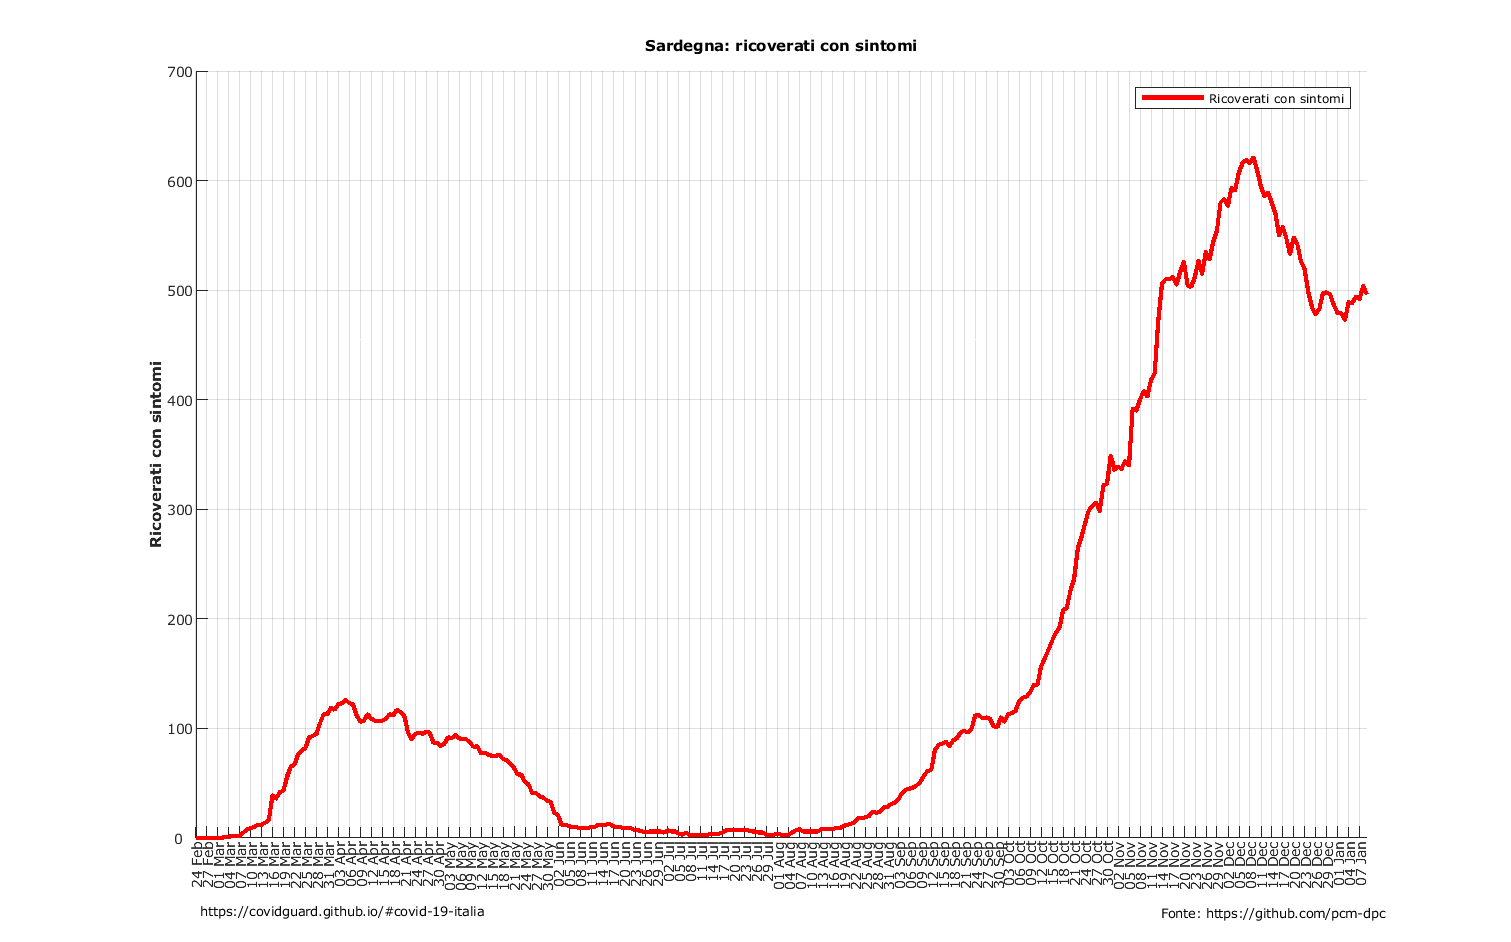 Sardegna: ricoverati con sintomi
Ricoverati con sintomi
Ricoverati con sintomi
700
600
500
400
300
200
100
0
24 Feb
27 Feb
01 Mar
04 Mar
07 Mar
10 Mar
13 Mar
16 Mar
19 Mar
22 Mar
25 Mar
28 Mar
31 Mar
03 Apr
06 Apr
09 Apr
12 Apr
15 Apr
18 Apr
21 Apr
24 Apr
27 Apr
30 Apr
03 May
06 May
09 May
12 May
15 May
18 May
21 May
24 May
27 May
30 May
02 Jun
05 Jun
08 Jun
11 Jun
14 Jun
17 Jun
20 Jun
23 Jun
26 Jun
29 Jun
02 Jul
05 Jul
08 Jul
11 Jul
14 Jul
17 Jul
20 Jul
23 Jul
26 Jul
29 Jul
01 Aug
04 Aug
07 Aug
10 Aug
13 Aug
16 Aug
19 Aug
22 Aug
25 Aug
28 Aug
31 Aug
03 Sep
06 Sep
09 Sep
12 Sep
15 Sep
18 Sep
21 Sep
24 Sep
27 Sep
30 Sep
03 Oct
06 Oct
09 Oct
12 Oct
15 Oct
18 Oct
21 Oct
24 Oct
27 Oct
30 Oct
02 Nov
05 Nov
08 Nov
11 Nov
14 Nov
17 Nov
20 Nov
23 Nov
26 Nov
29 Nov
02 Dec
05 Dec
08 Dec
11 Dec
14 Dec
17 Dec
20 Dec
23 Dec
26 Dec
29 Dec
01 Jan
04 Jan
07 Jan
https://covidguard.github.io/#covid-19-italia
Fonte: https://github.com/pcm-dpc